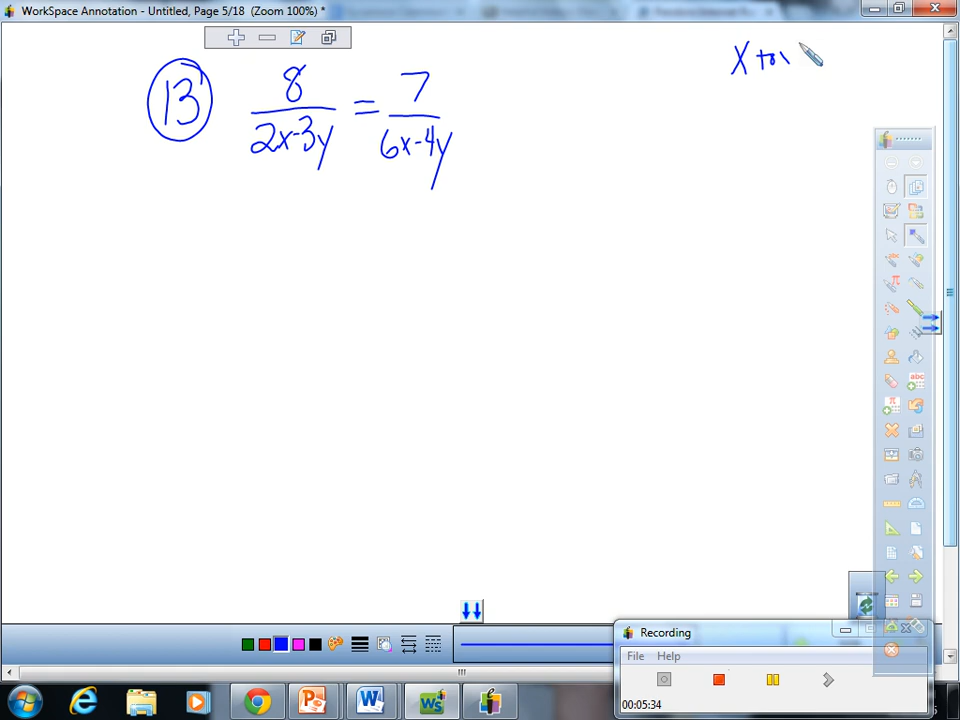 WorkSpace Annotation - Untitled, Page 5/18 (Zoom 100%) *
X to
13 8/(2x-3y) = 7/(6x-4y)
Recording
File Help
00:05:34